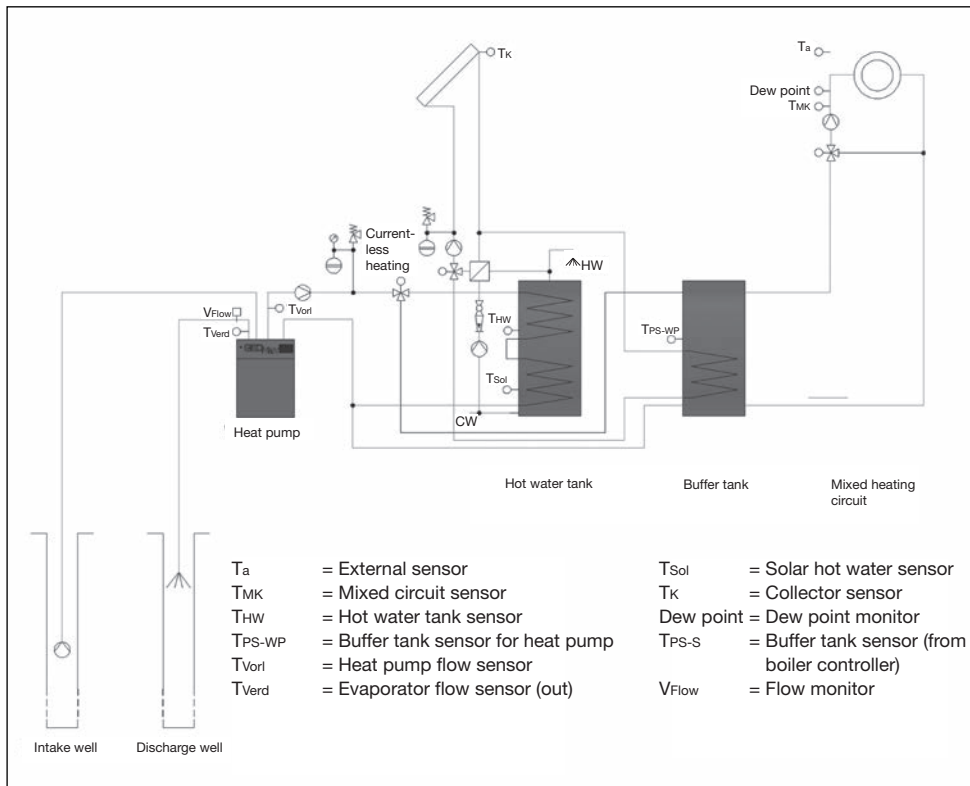 TK
Ta
Dew point
TMK
Current-
less
heating
HW
VFlow
TVorl
TVerd
THW
TPS-WP
TSol
CW
Heat pump
Hot water tank
Buffer tank
Mixed heating
circuit
Ta = External sensor
TMK = Mixed circuit sensor
THW = Hot water tank sensor
TPS-WP = Buffer tank sensor for heat pump
TVorl = Heat pump flow sensor
TVerd = Evaporator flow sensor (out)
TSol = Solar hot water sensor
TK = Collector sensor
Dew point = Dew point monitor
TPS-S = Buffer tank sensor (from
boiler controller)
VFlow = Flow monitor
Intake well
Discharge well